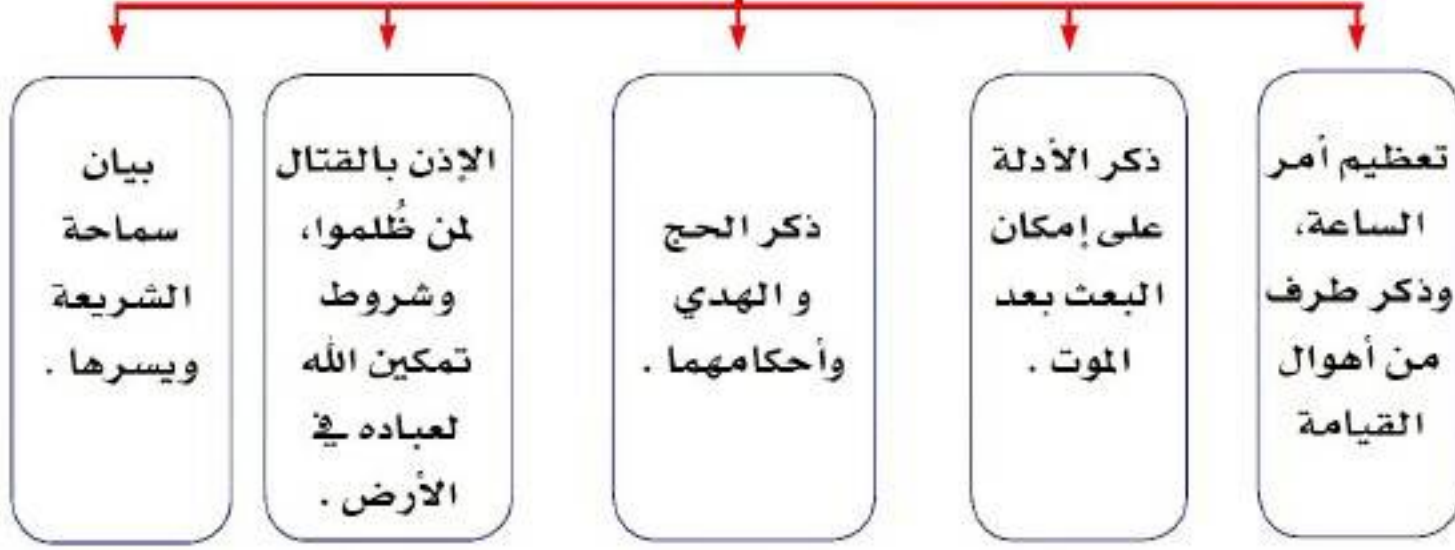 تعظيم أمر
الساعة،
وذكر طرف
من أهوال
القيامة
ذكر الأدلة
على إمكان
البعث بعد
الموت .
ذكر الحج
و الهدي
وأحكامهما .
الإذن بالقتال
لمن ظُلموا،
وشروط
تمكين الله
لعباده في
الأرض .
بيان
سماحة
الشريعة
ويسرها .